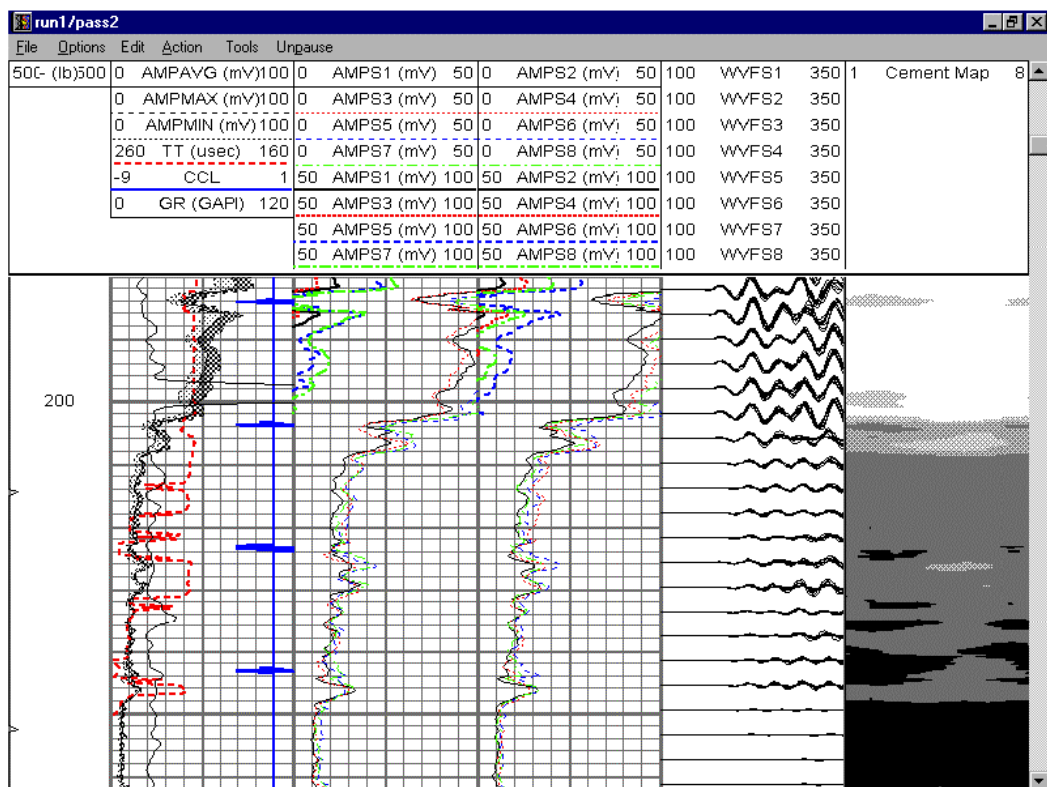 run1/pass2
File Options Edit Action Tools Unpause
500- (lb)500 0 AMPAVG (mV)100 0 AMPS1 (mV) 50 0 AMPS2 (mV) 50 100 WVFS1 350 1 Cement Map 8
0 AMPMAX (mV)100 0 AMPS3 (mV) 50 0 AMPS4 (mV) 50 100 WVFS2 350
0 AMPMIN (mV) 100 0 AMPS5 (mV) 50 0 AMPS6 (mV) 50 100 WVFS3 350
260 TT (usec) 160 0 AMPS7 (mV) 50 0 AMPS8 (mV) 50 100 WVFS4 350
-9 CCL 1 50 AMPS1 (mV) 100 50 AMPS2 (mV) 100 100 WVFS5 350
0 GR (GAPI) 120 50 AMPS3 (mV) 100 50 AMPS4 (mV) 100 100 WVFS6 350
50 AMPS5 (mV) 100 50 AMPS6 (mV) 100 100 WVFS7 350
50 AMPS7 (mV) 100 50 AMPS8 (mV) 100 100 WVFS8 350
200